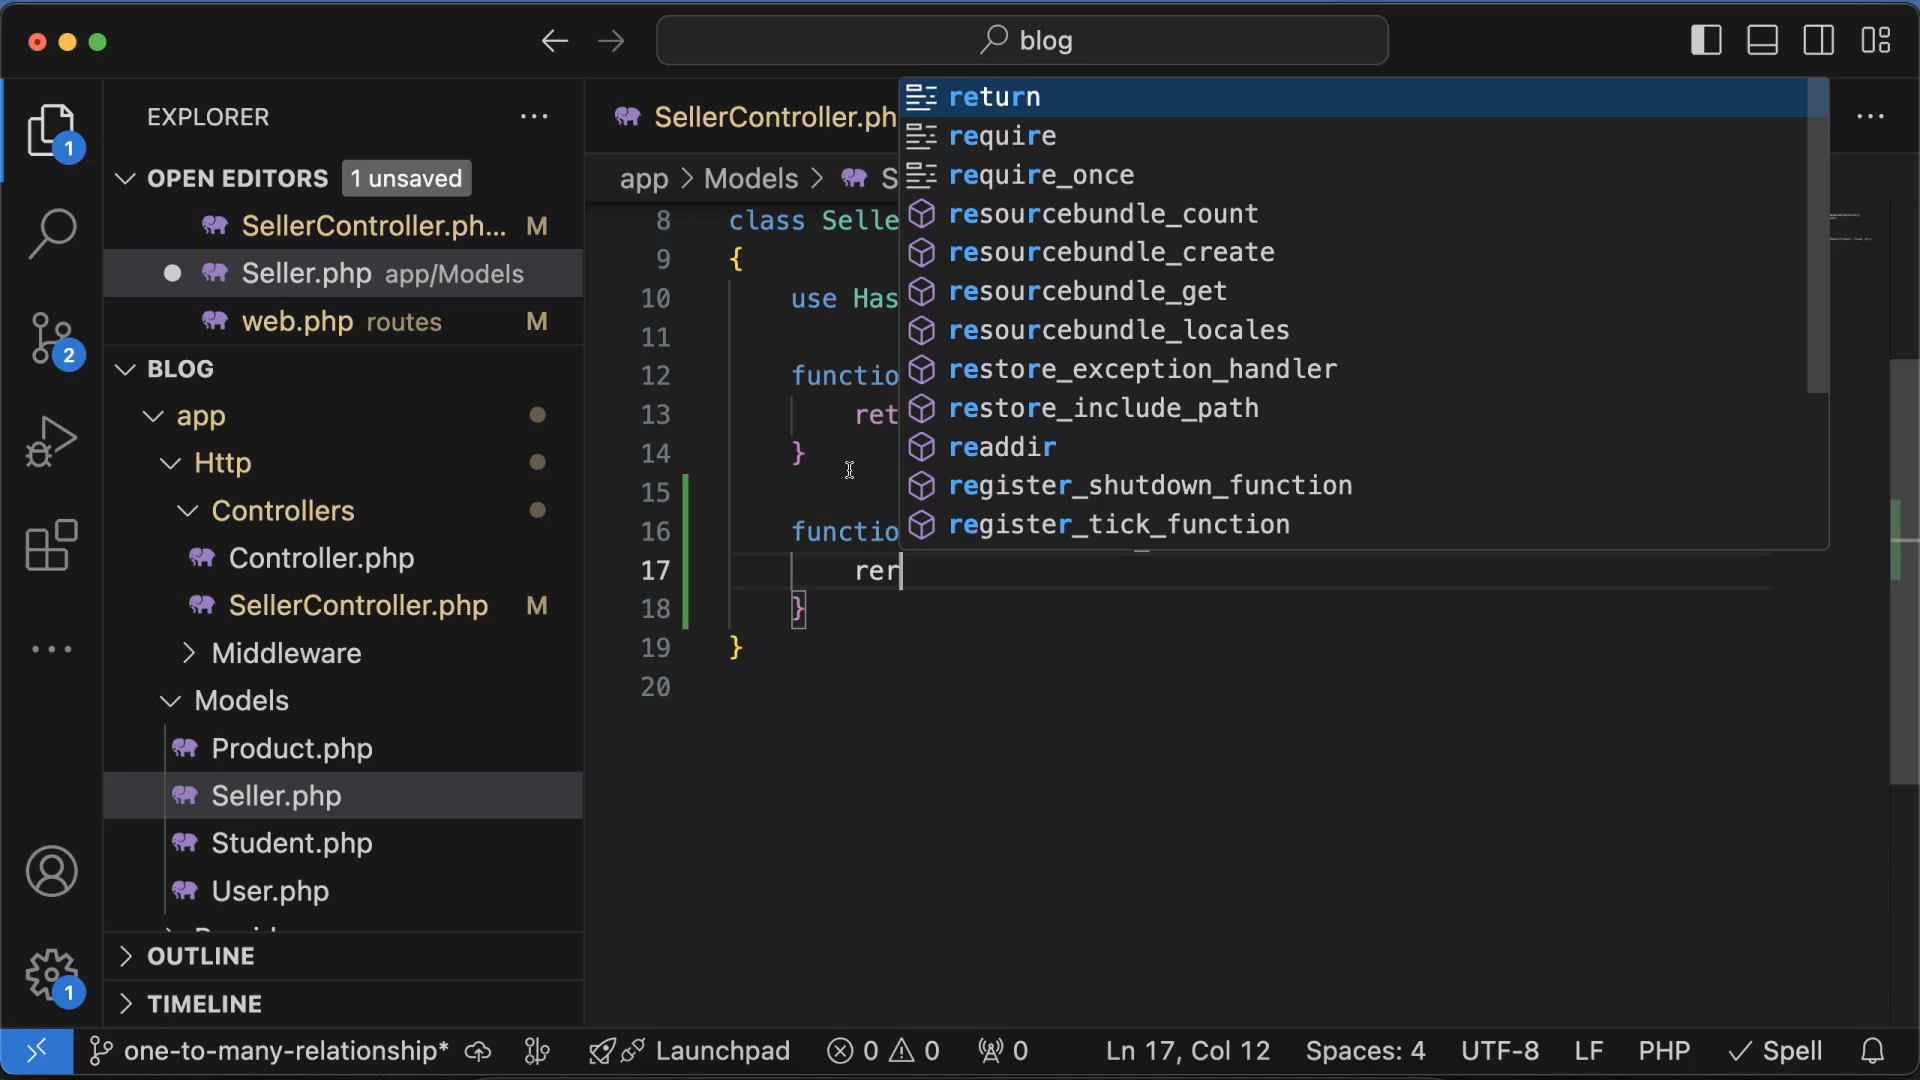 blog
EXPLORER
OPEN EDITORS 1 unsaved
SellerController.ph... M
Seller.php app/Models
web.php routes M
BLOG
app
Http
Controllers
Controller.php
SellerController.php M
Middleware
Models
Product.php
Seller.php
Student.php
User.php
OUTLINE
TIMELINE
1
2
1
SellerController.ph
app > Models > S
8 class Selle
9 {
10 use Has
11
12 functio
13 ret
14 }
15
16 functio
17 rer
18 }
19 }
20
return
require
require_once
resourcebundle_count
resourcebundle_create
resourcebundle_get
resourcebundle_locales
restore_exception_handler
restore_include_path
readdir
register_shutdown_function
register_tick_function
one-to-many-relationship* Launchpad 0 0 0 Ln 17, Col 12 Spaces: 4 UTF-8 LF PHP Spell